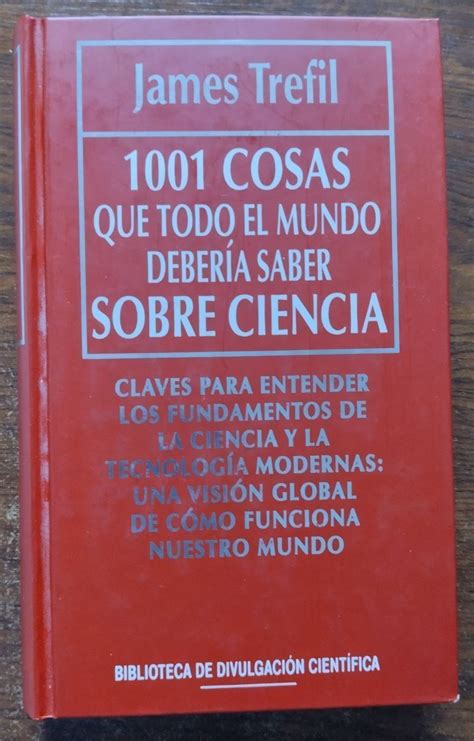 James Trefil
1001 COSAS
QUE TODO EL MUNDO
DEBERÍA SABER
SOBRE CIENCIA
CLAVES PARA ENTENDER
LOS FUNDAMENTOS DE
LA CIENCIA Y LA
TECNOLOGÍA MODERNAS:
UNA VISIÓN GLOBAL
DE CÓMO FUNCIONA
NUESTRO MUNDO
BIBLIOTECA DE DIVULGACIÓN CIENTÍFICA